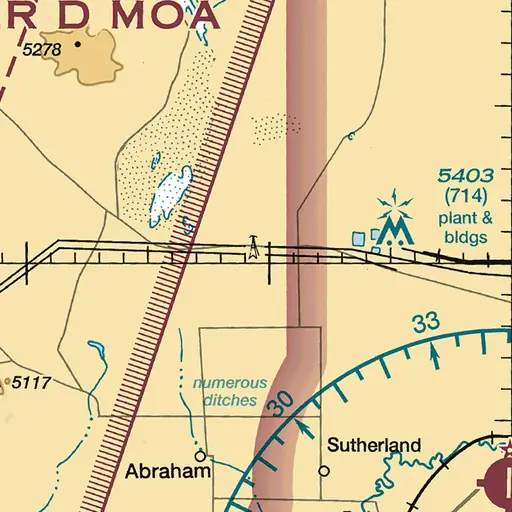 R D MOA
5278
5403
(714)
plant &
bldgs
33
5117
numerous
ditches
30
Sutherland
Abraham